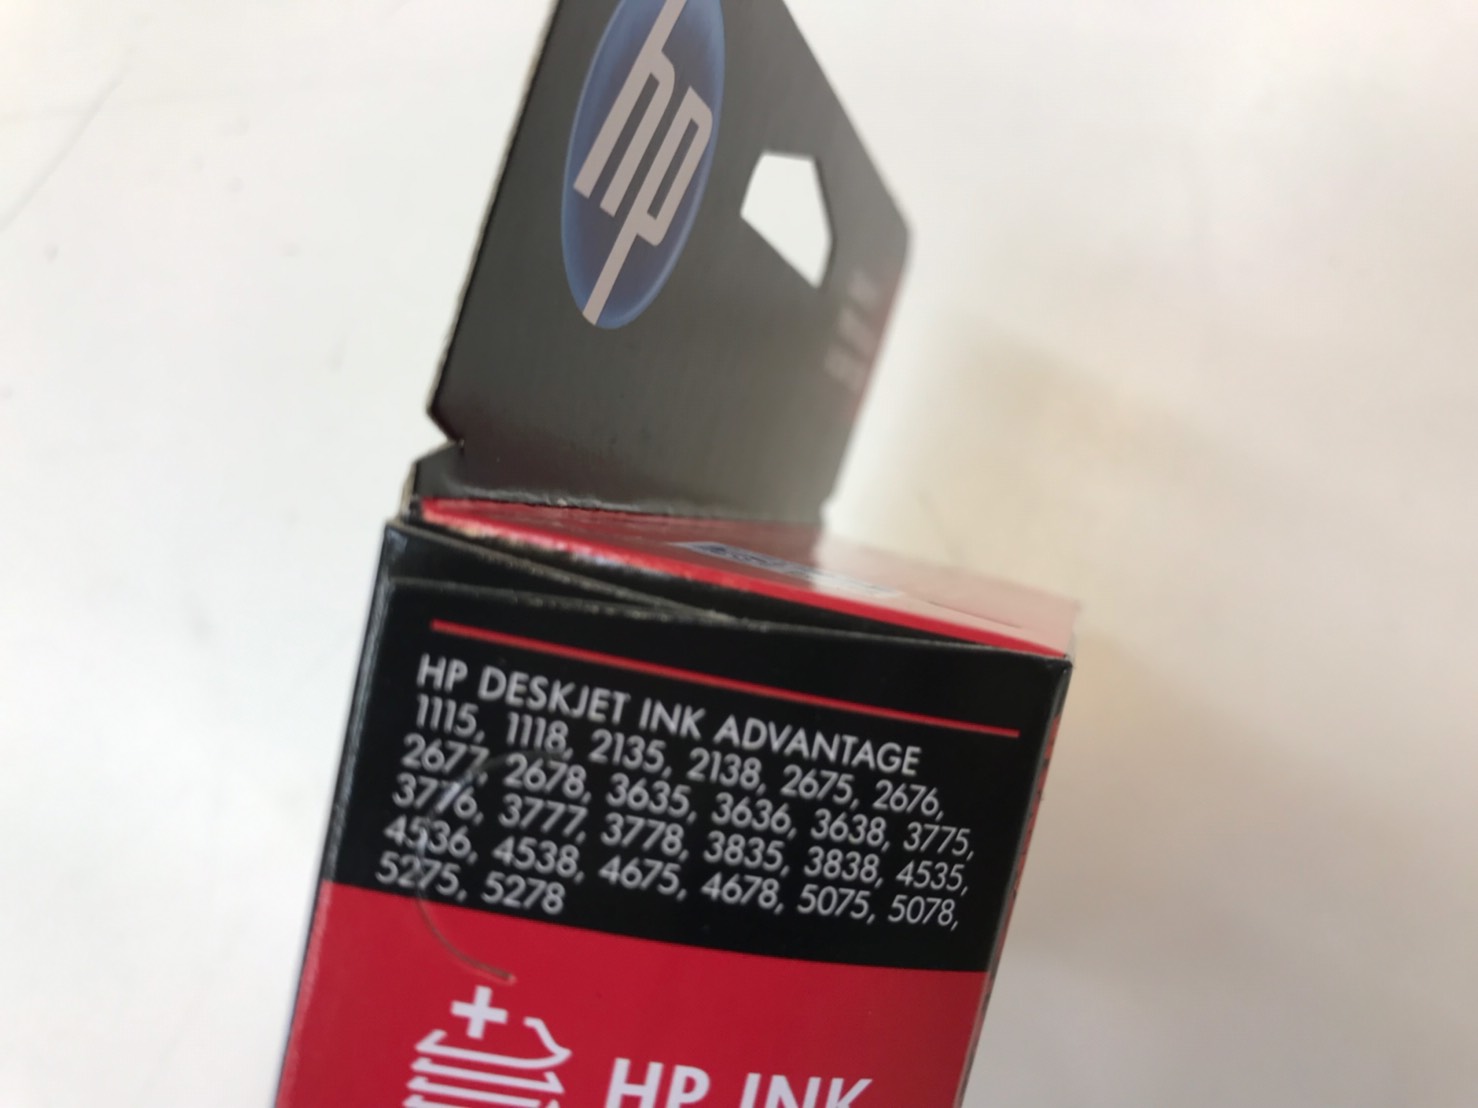 hp
HP DESKJET INK ADVANTAGE
1115, 1118, 2135, 2138, 2675, 2676,
2677, 2678, 3635, 3636, 3638, 3775,
3776, 3777, 3778, 3835, 3838, 4535,
4536, 4538, 4675, 4678, 5075, 5078,
5275, 5278
HP INK